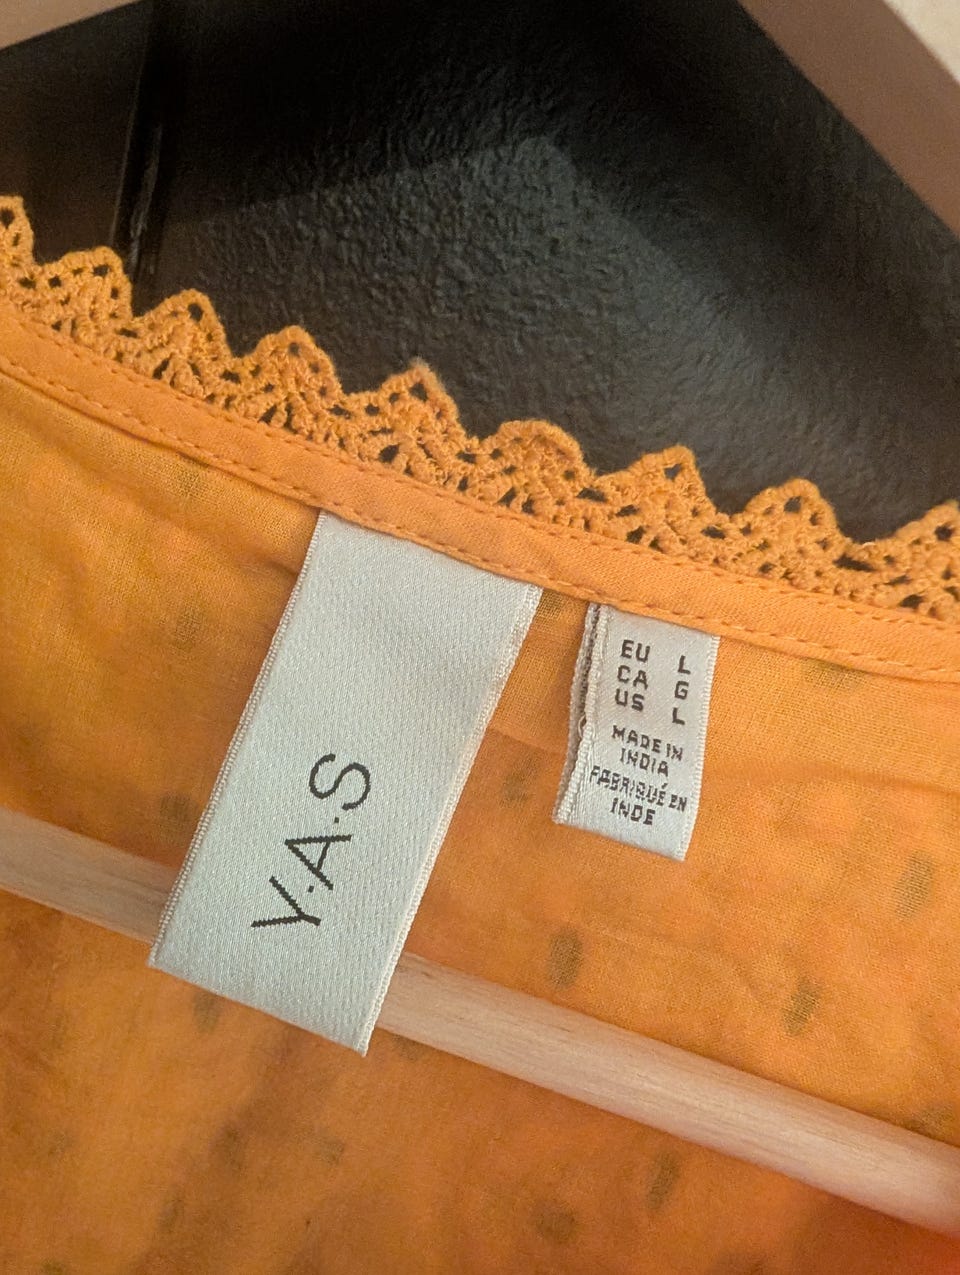 Y.A.S
EU L
CA G
US L
MADE IN
INDIA
FABRIQUÉ EN
INDE